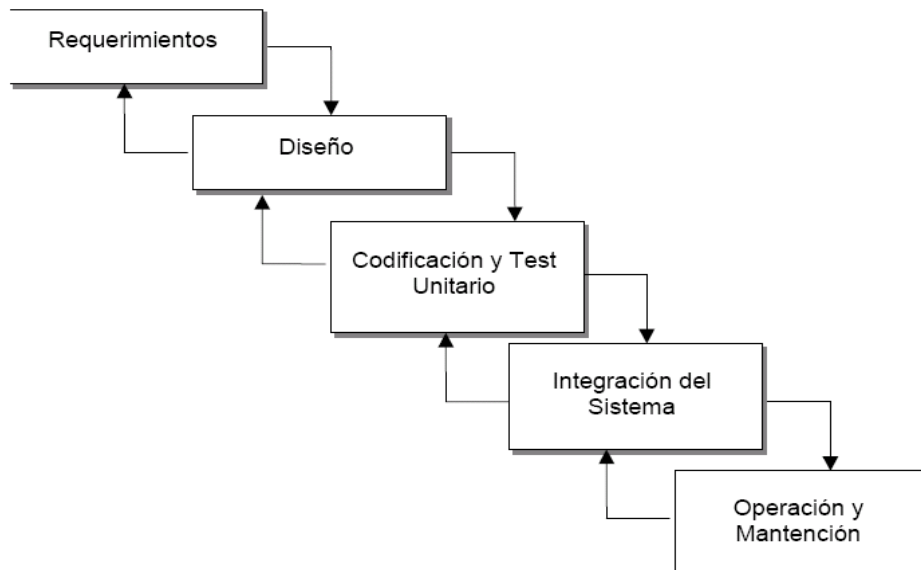 Requerimientos
Diseño
Codificación y Test
Unitario
Integración del
Sistema
Operación y
Mantención